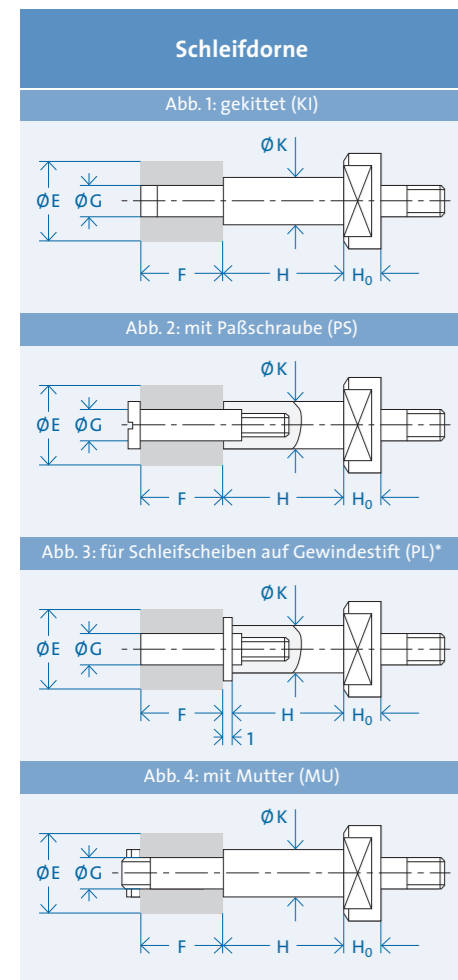 Schleifdorne
Abb. 1: gekittet (KI)
ØK
ØE ØG
F H H₀
Abb. 2: mit Paßschraube (PS)
ØK
ØE ØG
F H H₀
Abb. 3: für Schleifscheiben auf Gewindestift (PL)*
ØK
ØE ØG
F H H₀
1
Abb. 4: mit Mutter (MU)
ØK
ØE ØG
F H H₀